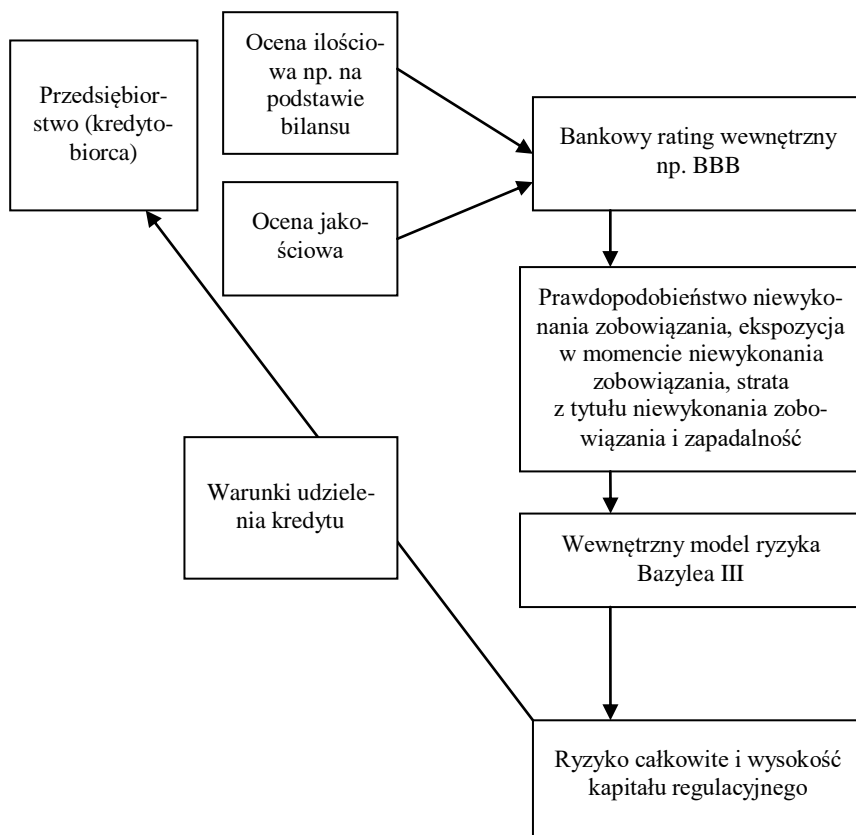 Przedsiębior-
stwo (kredyto-
biorca)
Ocena ilościo-
wa np. na
podstawie
bilansu
Ocena jako-
ściowa
Bankowy rating wewnętrzny
np. BBB
Prawdopodobieństwo niewyko-
nania zobowiązania, ekspozycja
w momencie niewykonania
zobowiązania, strata
z tytułu niewykonania zobo-
wiązania i zapadalność
Warunki udziele-
nia kredytu
Wewnętrzny model ryzyka
Bazylea III
Ryzyko całkowite i wysokość
kapitału regulacyjnego